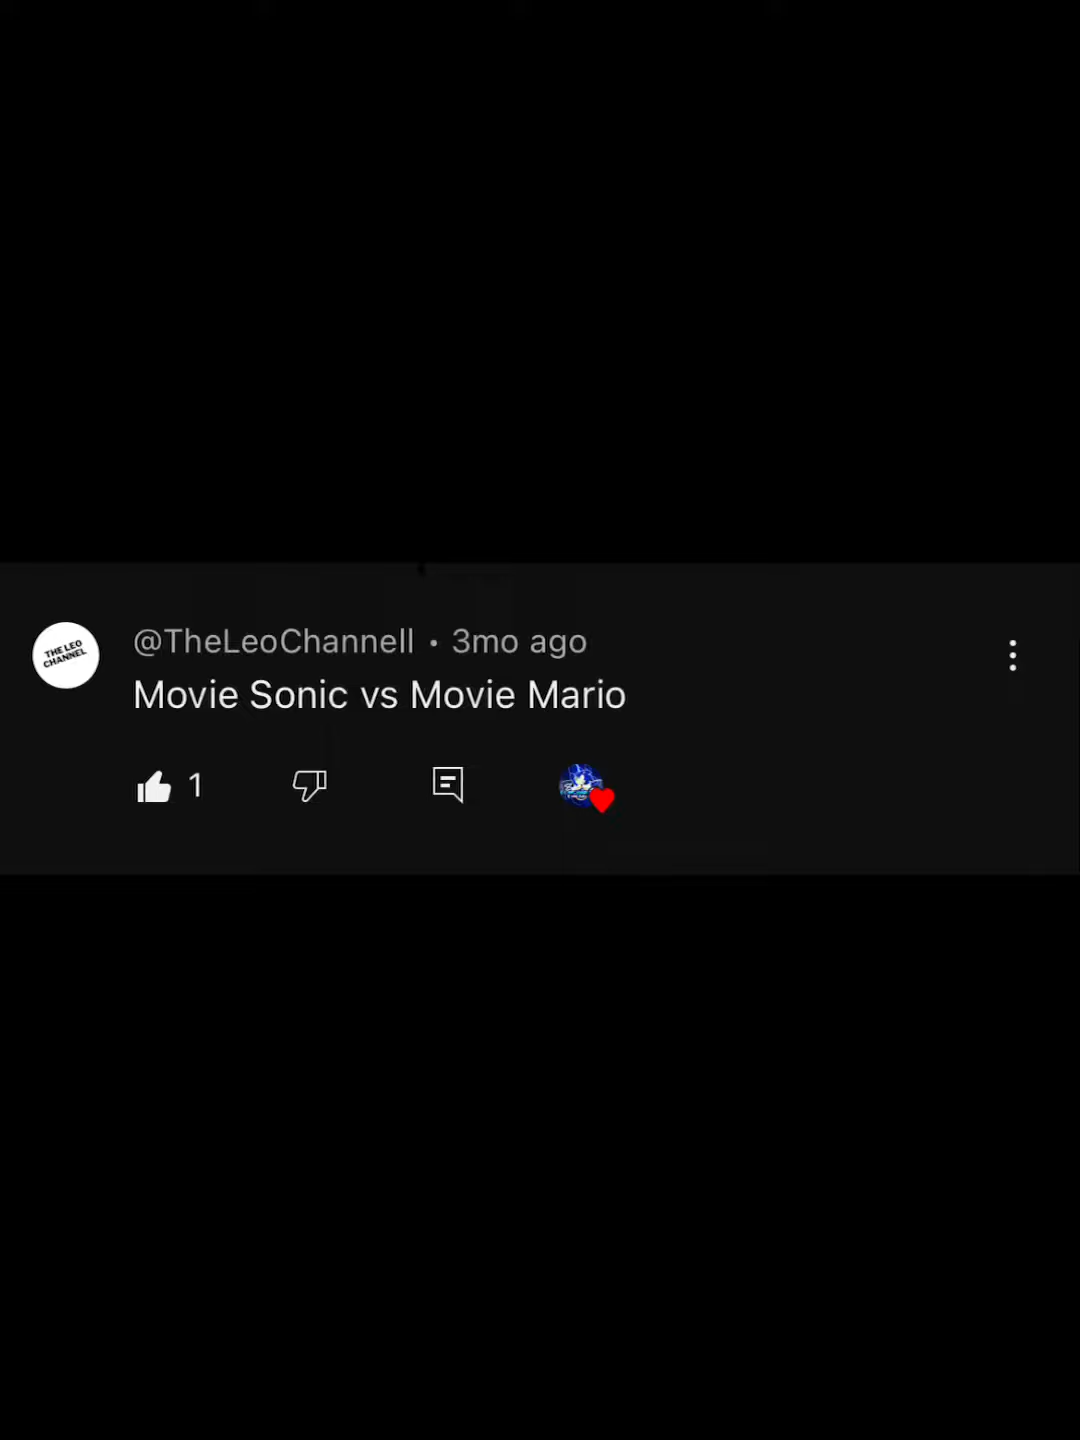 THE LEO
CHANNEL
@TheLeoChannell • 3mo ago
Movie Sonic vs Movie Mario
1